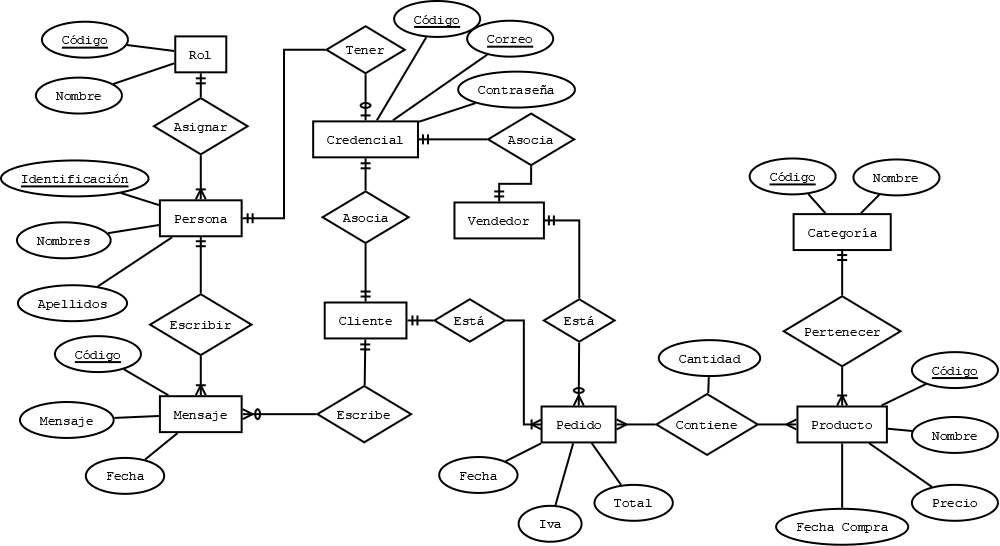 Código
Correo
Código
Rol
Tener
Nombre
Contraseña
Asignar
Credencial
Asocia
Identificación
Código
Nombre
Persona
Asocia
Vendedor
Categoría
Nombres
Apellidos
Escribir
Cliente
Está
Está
Pertenecer
Código
Cantidad
Código
Mensaje
Mensaje
Escribe
Pedido
Contiene
Producto
Nombre
Fecha
Fecha
Total
Precio
Iva
Fecha Compra